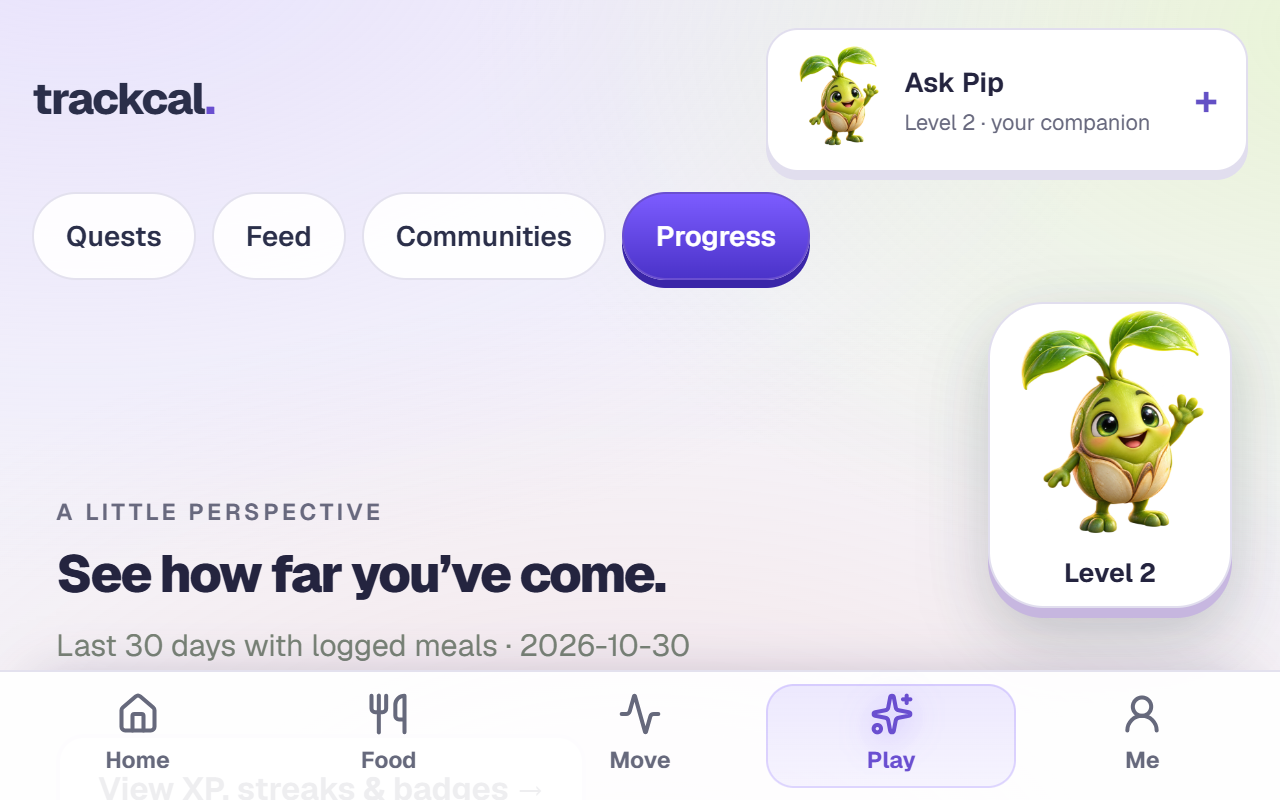 trackcal.
Ask Pip
Level 2 · your companion
+
Quests
Feed
Communities
Progress
A LITTLE PERSPECTIVE
See how far you’ve come.
Last 30 days with logged meals · 2026-10-30
Level 2
View XP, streaks & badges →
Home
Food
Move
Play
Me